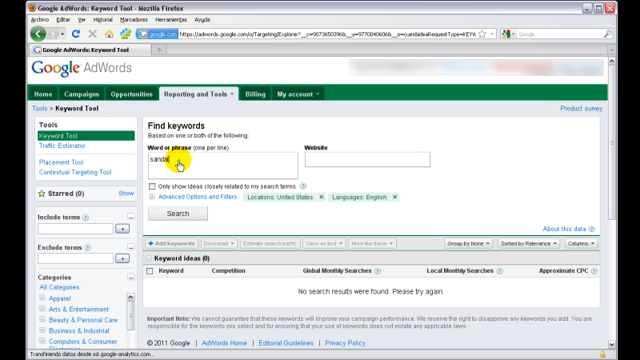 Google AdWords: Keyword Tool - Mozilla Firefox
Archivo Editar Ver Historial Marcadores Herramientas Ayuda
google.com
Google
Google AdWords: Keyword Tool
Google AdWords
Home Campaigns Opportunities Reporting and Tools Billing My account
Tools > Keyword Tool Product survey
Tools
Keyword Tool
Traffic Estimator
Placement Tool
Contextual Targeting Tool
Starred (0) Show
Include terms ?
Exclude terms ?
Categories
All Categories
Apparel
Arts & Entertainment
Beauty & Personal Care
Business & Industrial
Find keywords
Based on one or both of the following:
Word or phrase (one per line) Website
sandal
Only show ideas closely related to my search terms ?
Advanced Options and Filters Locations: United States x Languages: English x
Search
About this data ?
+ Add keywords Download Estimate search traffic View as text More like these Group by None Sorted by Relevance Columns
Keyword ideas (0)
Keyword Competition Global Monthly Searches ? Local Monthly Searches ? Approximate CPC ?
No search results were found. Please try again.
Important Note: We cannot guarantee that these keywords will improve your campaign performance. We reserve the right to disapprove any keywords you add. You are
responsible for the keywords you select and for ensuring that your use of keywords does not violate any applicable laws.
© 2011 Google | AdWords Home | Editorial Guidelines | Privacy Policy
Transfiriendo datos desde ssl.google-analytics.com...